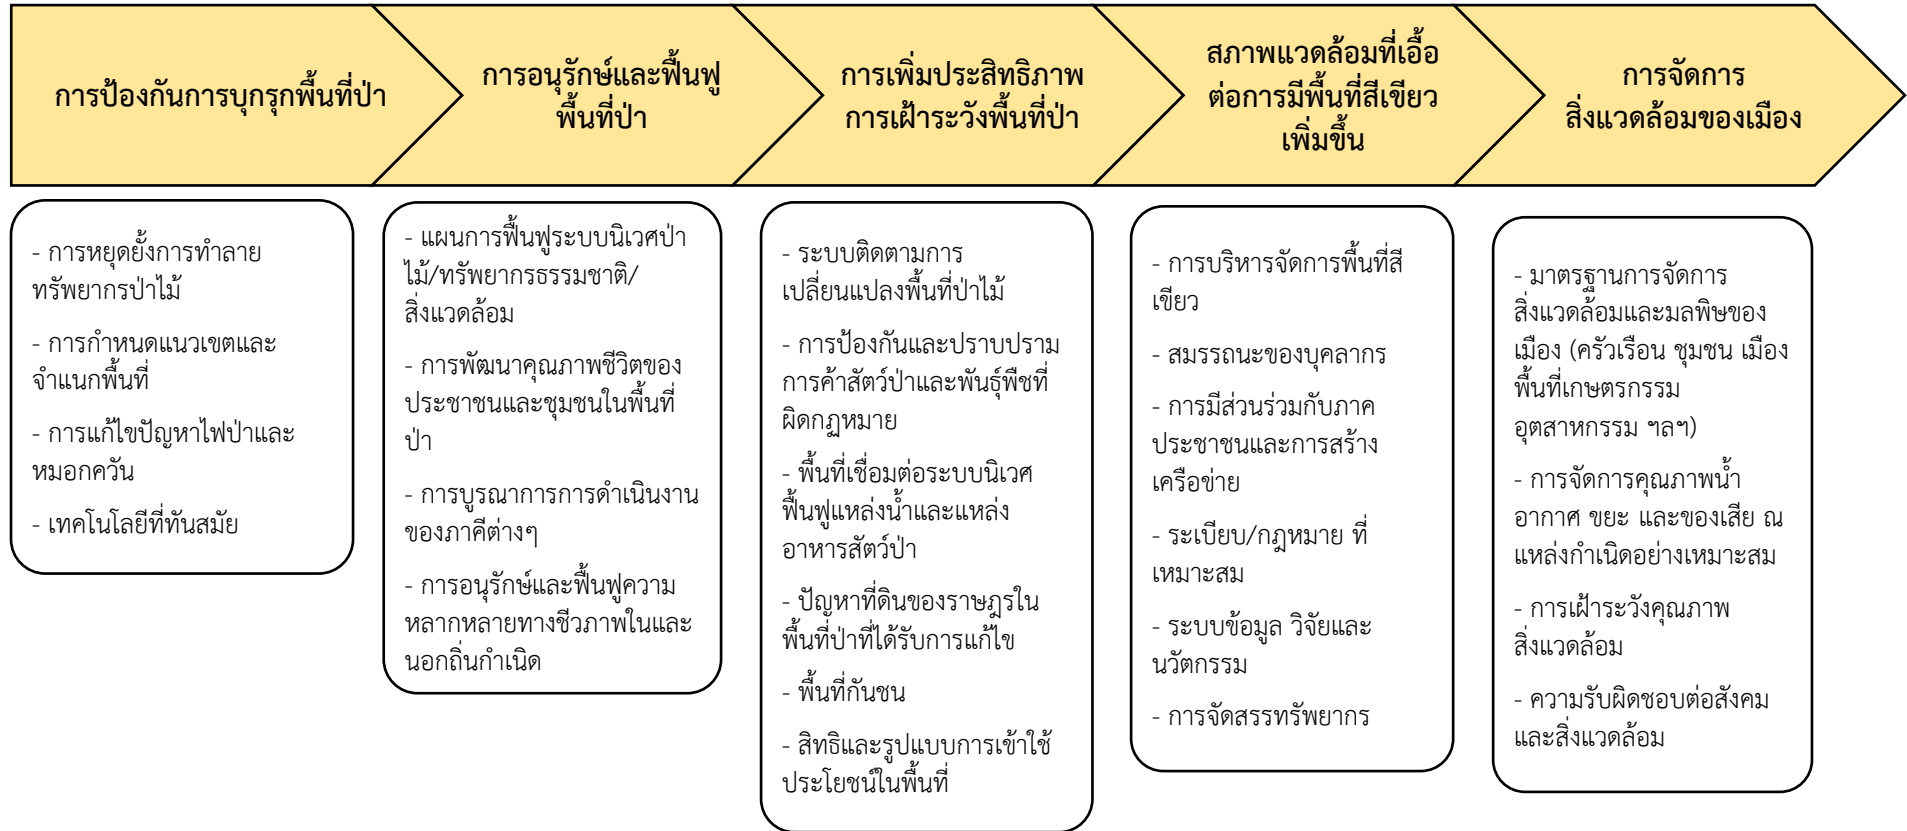 การป้องกันการบุกรุกพื้นที่ป่า
การอนุรักษ์และฟื้นฟู
พื้นที่ป่า
การเพิ่มประสิทธิภาพ
การเฝ้าระวังพื้นที่ป่า
สภาพแวดล้อมที่เอื้อ
ต่อการมีพื้นที่สีเขียว
เพิ่มขึ้น
การจัดการ
สิ่งแวดล้อมของเมือง
- การหยุดยั้งการทำลาย
ทรัพยากรป่าไม้
- การกำหนดแนวเขตและ
จำแนกพื้นที่
- การแก้ไขปัญหาไฟป่าและ
หมอกควัน
- เทคโนโลยีที่ทันสมัย
- แผนการฟื้นฟูระบบนิเวศป่า
ไม้/ทรัพยากรธรรมชาติ/
สิ่งแวดล้อม
- การพัฒนาคุณภาพชีวิตของ
ประชาชนและชุมชนในพื้นที่
ป่า
- การบูรณาการการดำเนินงาน
ของภาคีต่างๆ
- การอนุรักษ์และฟื้นฟูความ
หลากหลายทางชีวภาพในและ
นอกถิ่นกำเนิด
- ระบบติดตามการ
เปลี่ยนแปลงพื้นที่ป่าไม้
- การป้องกันและปราบปราม
การค้าสัตว์ป่าและพันธุ์พืชที่
ผิดกฏหมาย
- พื้นที่เชื่อมต่อระบบนิเวศ
ฟื้นฟูแหล่งน้ำและแหล่ง
อาหารสัตว์ป่า
- ปัญหาที่ดินของราษฎรใน
พื้นที่ป่าที่ได้รับการแก้ไข
- พื้นที่กันชน
- สิทธิและรูปแบบการเข้าใช้
ประโยชน์ในพื้นที่
- การบริหารจัดการพื้นที่สี
เขียว
- สมรรถนะของบุคลากร
- การมีส่วนร่วมกับภาค
ประชาชนและการสร้าง
เครือข่าย
- ระเบียบ/กฎหมาย ที่
เหมาะสม
- ระบบข้อมูล วิจัยและ
นวัตกรรม
- การจัดสรรทรัพยากร
- มาตรฐานการจัดการ
สิ่งแวดล้อมและมลพิษของ
เมือง (ครัวเรือน ชุมชน เมือง
พื้นที่เกษตรกรรม
อุตสาหกรรม ฯลฯ)
- การจัดการคุณภาพน้ำ
อากาศ ขยะ และของเสีย ณ
แหล่งกำเนิดอย่างเหมาะสม
- การเฝ้าระวังคุณภาพ
สิ่งแวดล้อม
- ความรับผิดชอบต่อสังคม
และสิ่งแวดล้อม